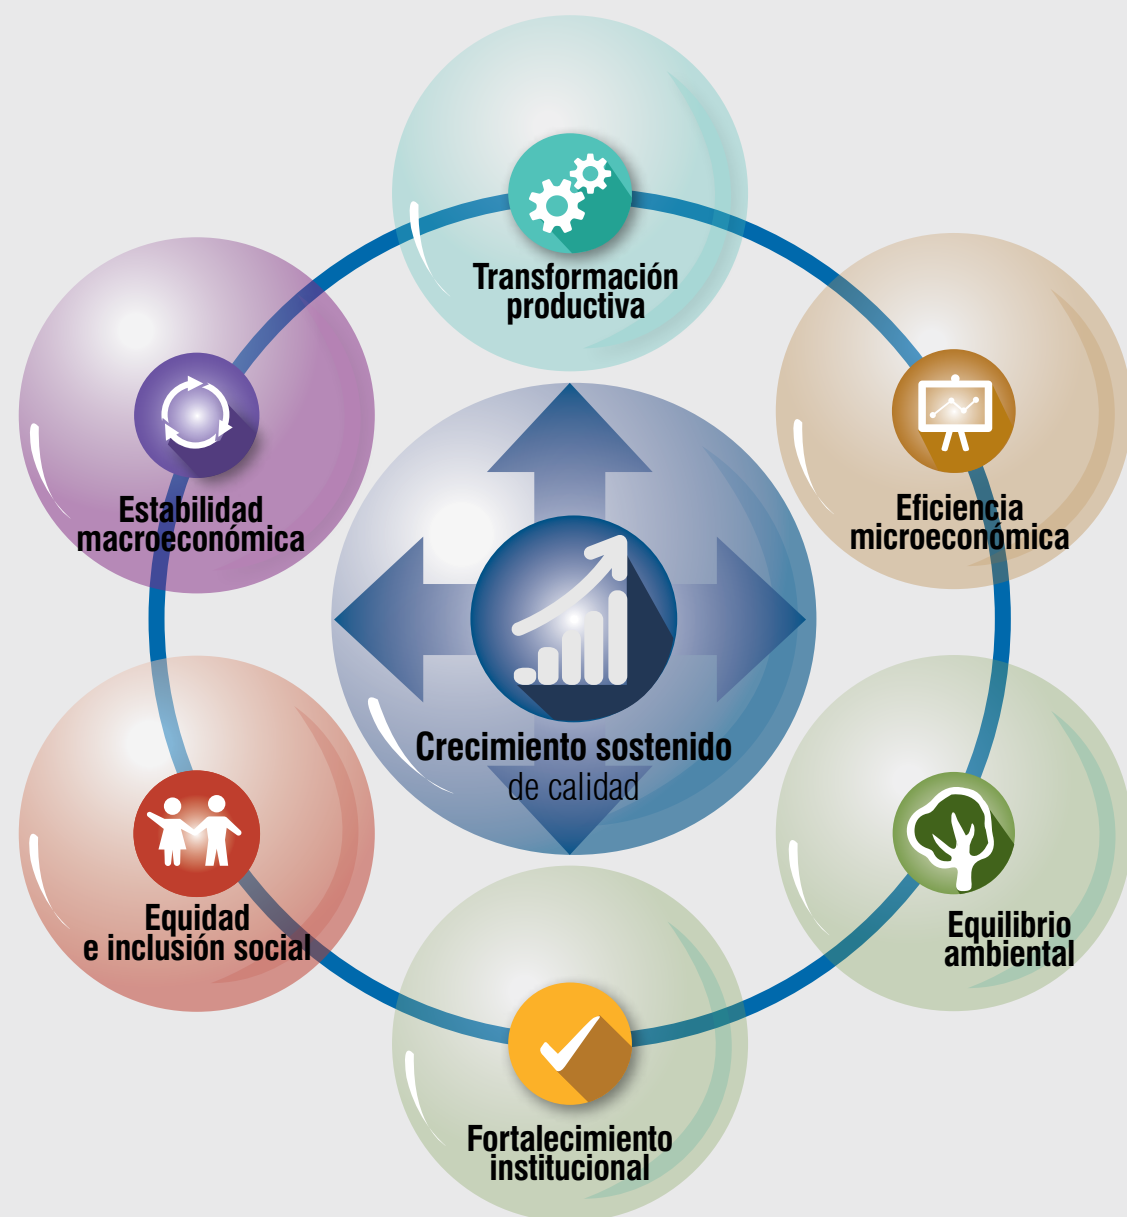 Transformación
productiva
Estabilidad
macroeconómica
Eficiencia
microeconómica
Crecimiento sostenido
de calidad
Equidad
e inclusión social
Equilibrio
ambiental
Fortalecimiento
institucional